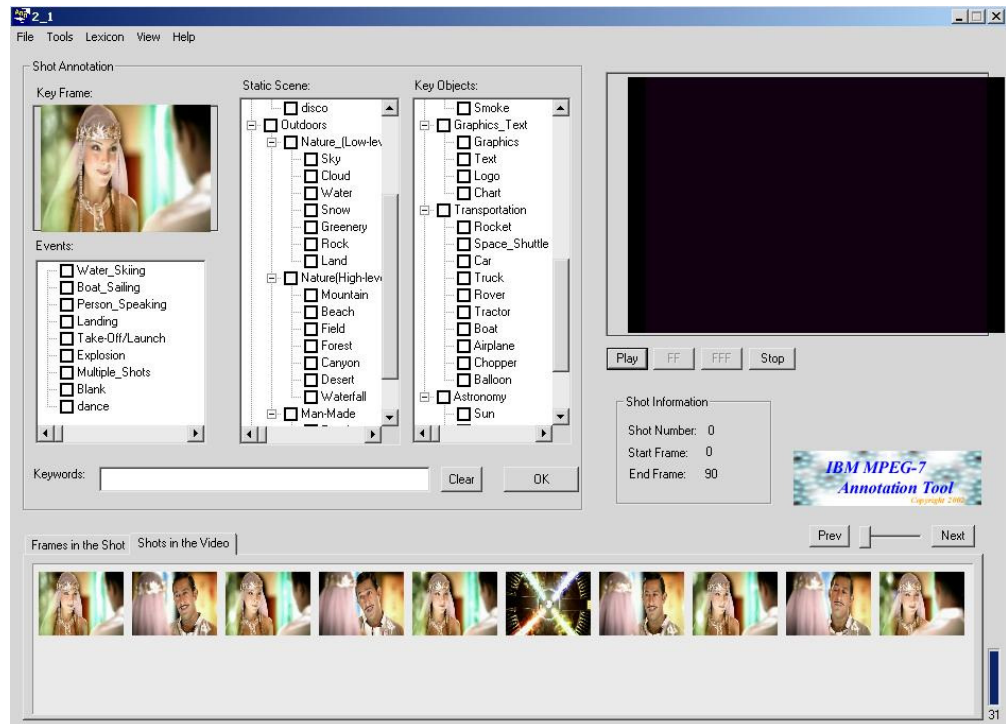 2_1
File Tools Lexicon View Help
Shot Annotation
Key Frame:
Events:
Water_Skiing
Boat_Sailing
Person_Speaking
Landing
Take-Off/Launch
Explosion
Multiple_Shots
Blank
dance
Static Scene:
disco
Outdoors
Nature_(Low-lev
Sky
Cloud
Water
Snow
Greenery
Rock
Land
Nature(High-leve
Mountain
Beach
Field
Forest
Canyon
Desert
Waterfall
Man-Made
Key Objects:
Smoke
Graphics_Text
Graphics
Text
Logo
Chart
Transportation
Rocket
Space_Shuttle
Car
Truck
Rover
Tractor
Boat
Airplane
Chopper
Balloon
Astronomy
Sun
Keywords:
Clear OK
Play FF FFF Stop
Shot Information
Shot Number: 0
Start Frame: 0
End Frame: 90
IBM MPEG-7
Annotation Tool
Copyright 2002
Prev Next
Frames in the Shot Shots in the Video
31